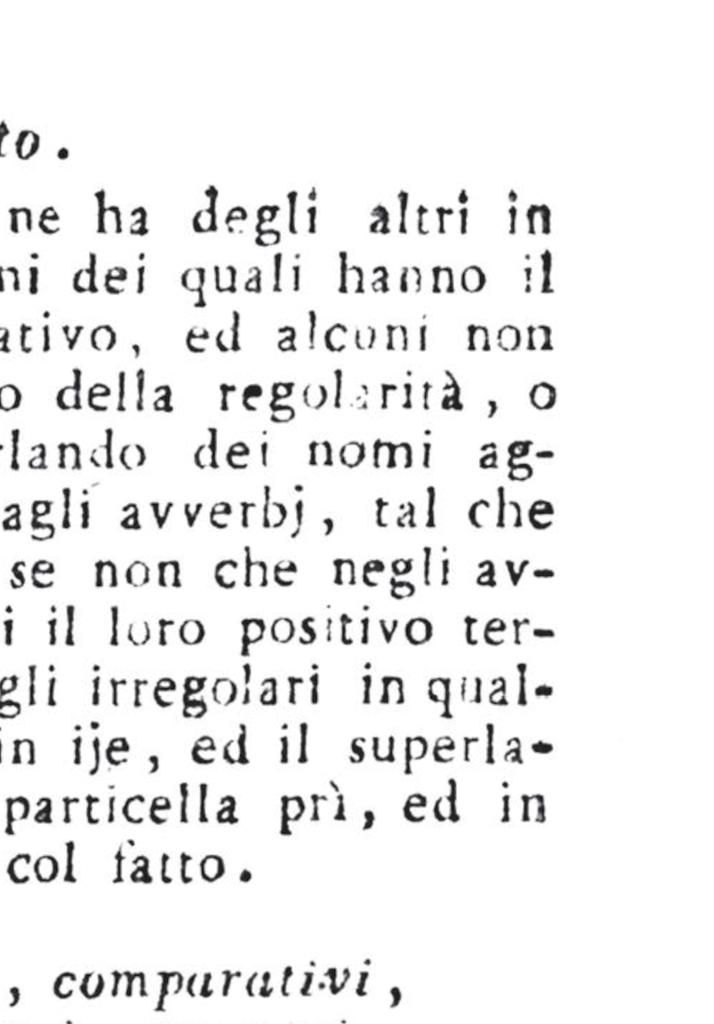 to.
ne ha degli altri in
ni dei quali hanno il
ativo, ed alcuni non
o della regolarità, o
rlando dei nomi ag-
agli avverbj, tal che
se non che negli av-
i il loro positivo ter-
gli irregolari in qual-
in ije, ed il superla-
particella prì, ed in
col fatto.
, comparativi,